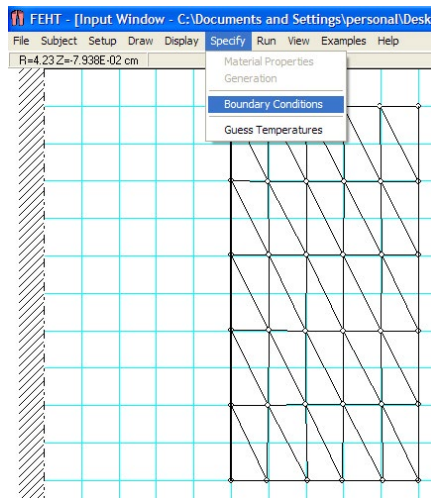 FEHT - [Input Window - C:\Documents and Settings\personal\Desk
File Subject Setup Draw Display Specify Run View Examples Help
R=4.23 Z=-7.938E-02 cm
Material Properties
Generation
Boundary Conditions
Guess Temperatures